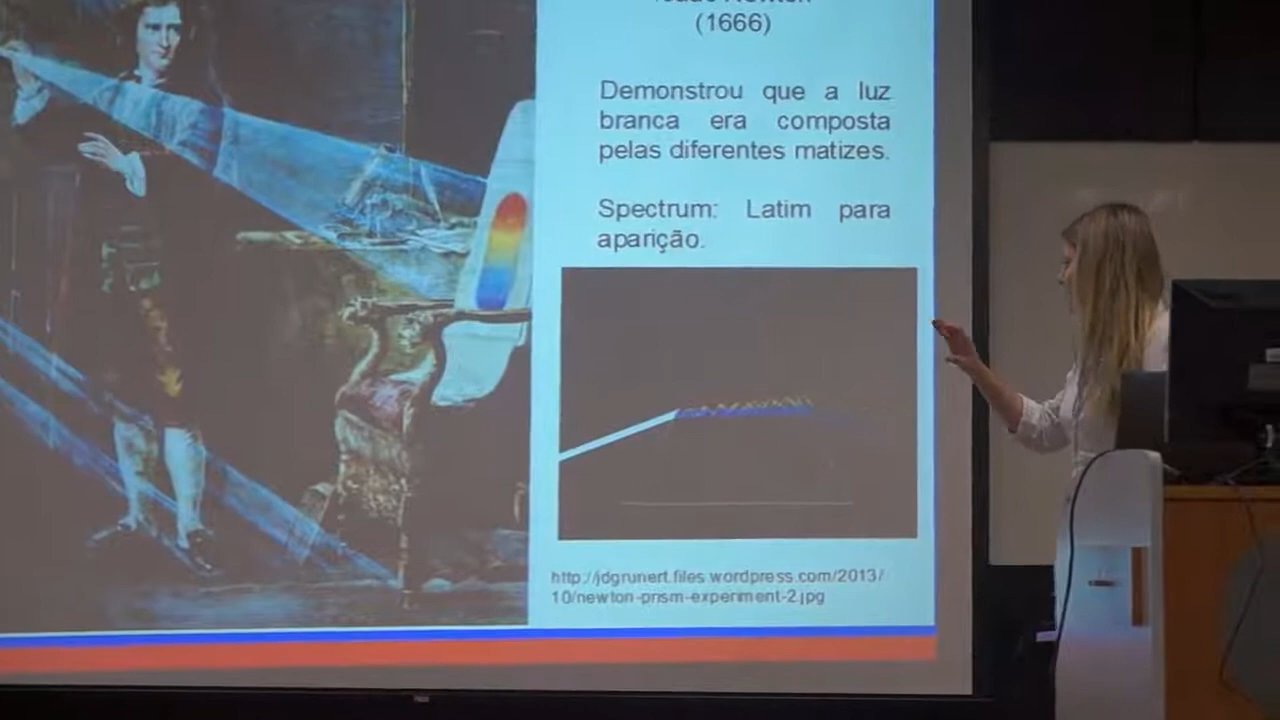 (1666)
Demonstrou que a luz
branca era composta
pelas diferentes matizes.
Spectrum: Latim para
aparição.
http://jdgrunert.files.wordpress.com/2013/
10/newton-prism-experiment-2.jpg